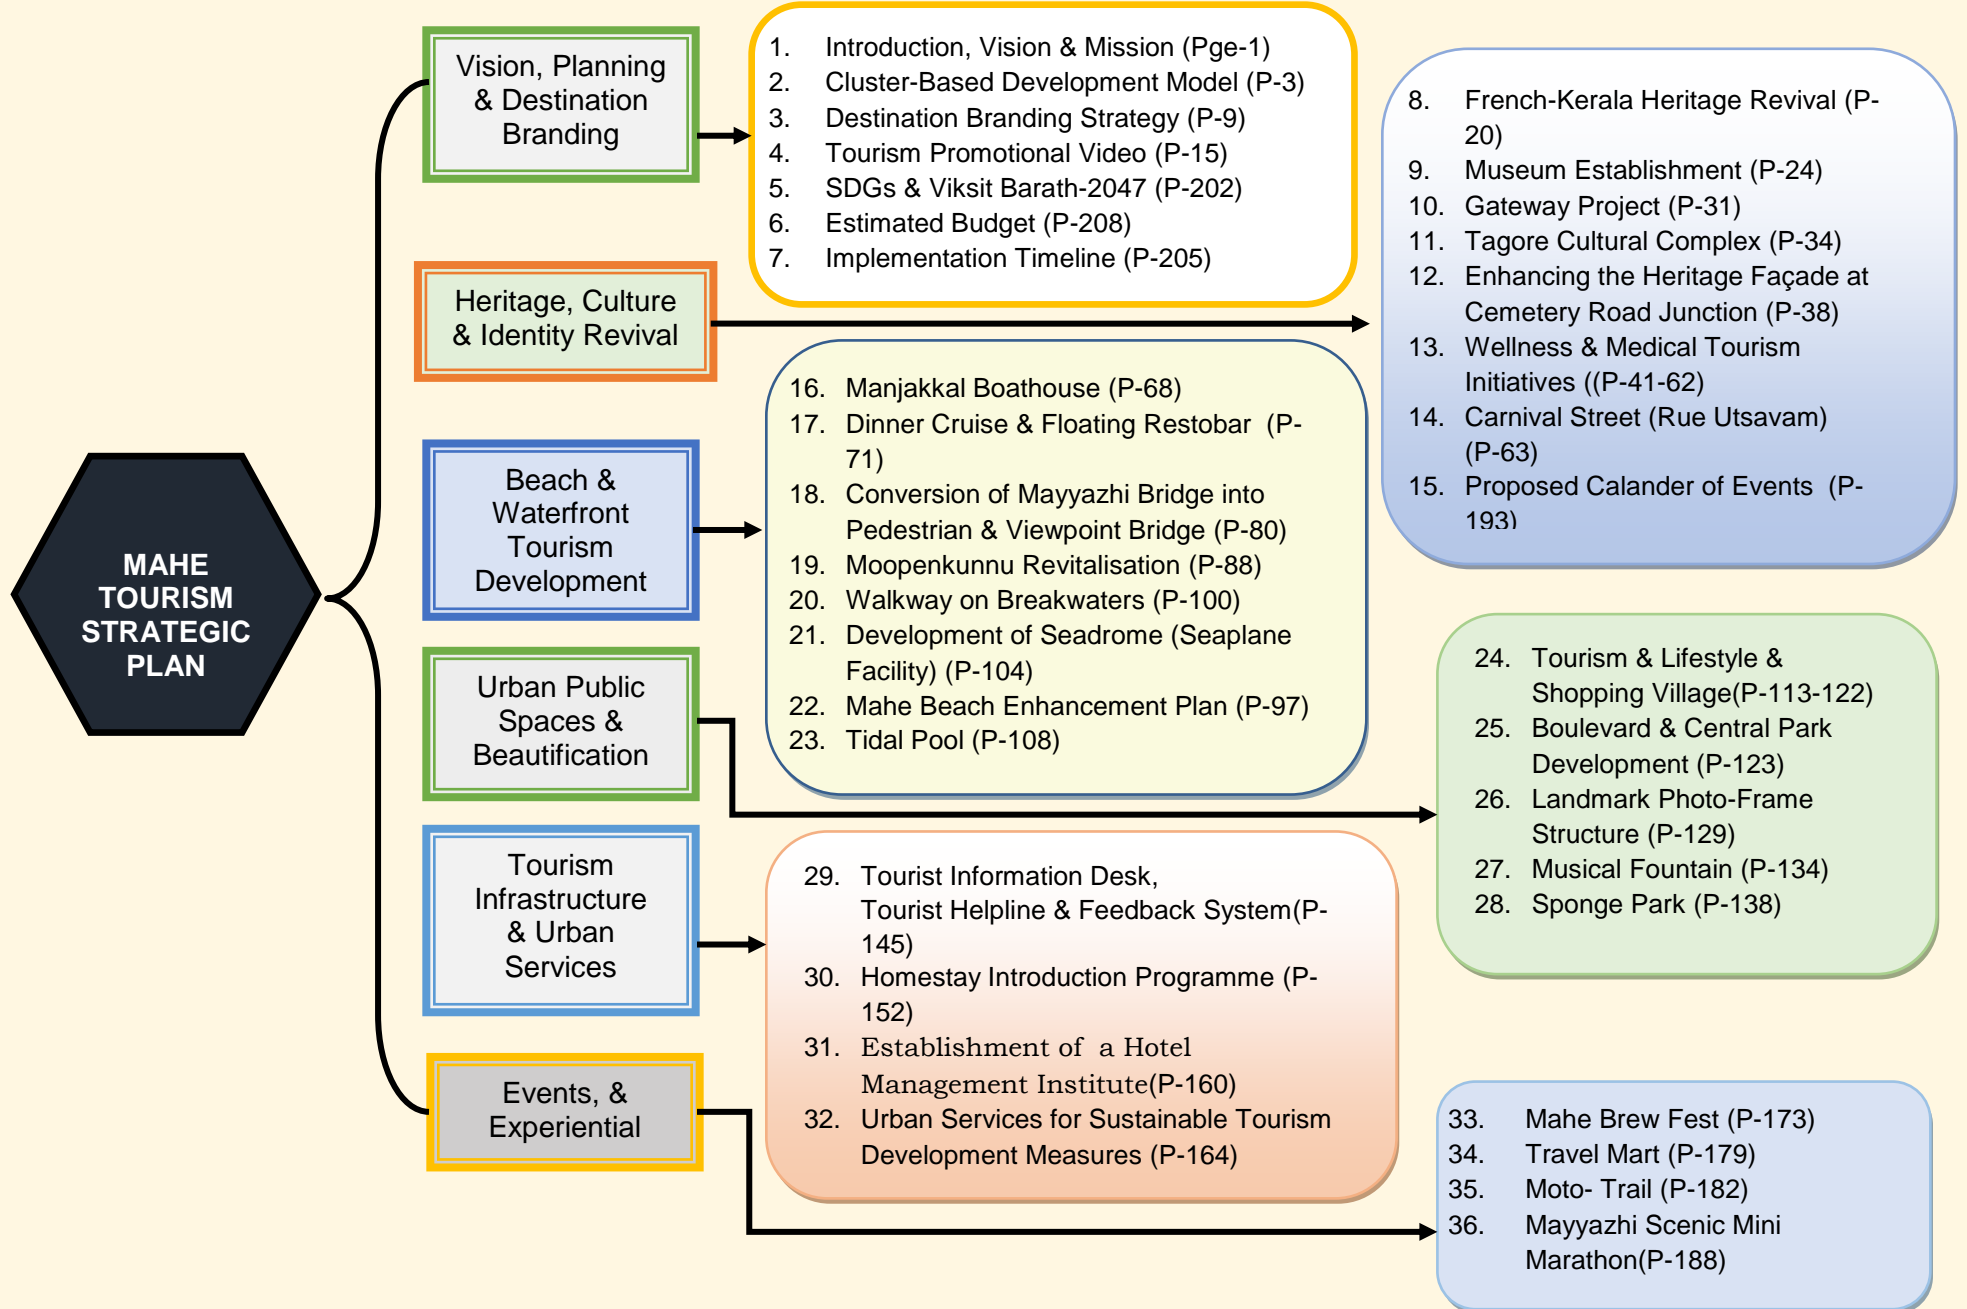 MAHE
TOURISM
STRATEGIC
PLAN
Vision, Planning
& Destination
Branding
1. Introduction, Vision & Mission (Pge-1)
2. Cluster-Based Development Model (P-3)
3. Destination Branding Strategy (P-9)
4. Tourism Promotional Video (P-15)
5. SDGs & Viksit Barath-2047 (P-202)
6. Estimated Budget (P-208)
7. Implementation Timeline (P-205)
Heritage, Culture
& Identity Revival
8. French-Kerala Heritage Revival (P-
20)
9. Museum Establishment (P-24)
10. Gateway Project (P-31)
11. Tagore Cultural Complex (P-34)
12. Enhancing the Heritage Façade at
Cemetery Road Junction (P-38)
13. Wellness & Medical Tourism
Initiatives ((P-41-62)
14. Carnival Street (Rue Utsavam)
(P-63)
15. Proposed Calander of Events (P-
193)
Beach &
Waterfront
Tourism
Development
16. Manjakkal Boathouse (P-68)
17. Dinner Cruise & Floating Restobar (P-
71)
18. Conversion of Mayyazhi Bridge into
Pedestrian & Viewpoint Bridge (P-80)
19. Moopenkunnu Revitalisation (P-88)
20. Walkway on Breakwaters (P-100)
21. Development of Seadrome (Seaplane
Facility) (P-104)
22. Mahe Beach Enhancement Plan (P-97)
23. Tidal Pool (P-108)
Urban Public
Spaces &
Beautification
24. Tourism & Lifestyle &
Shopping Village(P-113-122)
25. Boulevard & Central Park
Development (P-123)
26. Landmark Photo-Frame
Structure (P-129)
27. Musical Fountain (P-134)
28. Sponge Park (P-138)
Tourism
Infrastructure
& Urban
Services
29. Tourist Information Desk,
Tourist Helpline & Feedback System(P-
145)
30. Homestay Introduction Programme (P-
152)
31. Establishment of a Hotel
Management Institute(P-160)
32. Urban Services for Sustainable Tourism
Development Measures (P-164)
Events, &
Experiential
33. Mahe Brew Fest (P-173)
34. Travel Mart (P-179)
35. Moto- Trail (P-182)
36. Mayyazhi Scenic Mini
Marathon(P-188)